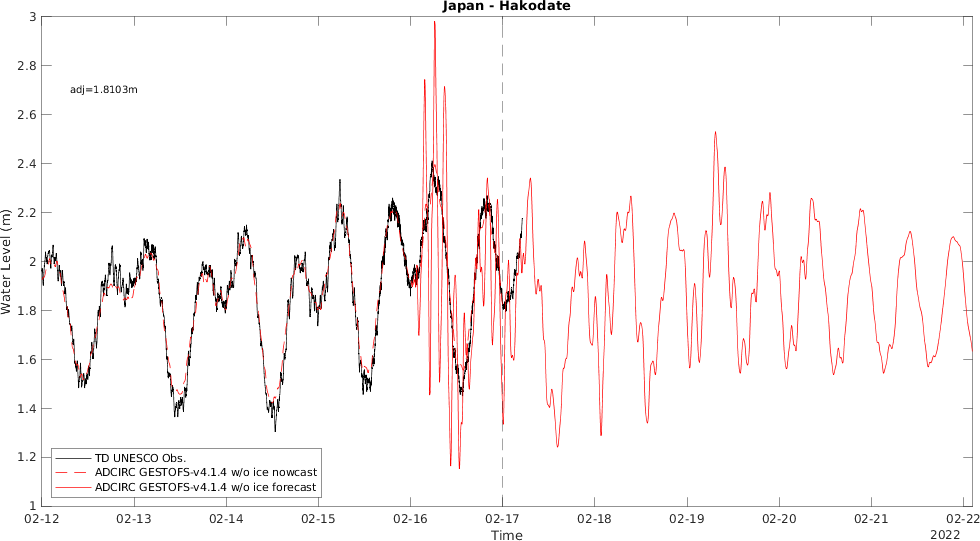 Japan - Hakodate
3
2.8
2.6
2.4
2.2
2
1.8
1.6
1.4
1.2
1
Water Level (m)
adj=1.8103m
TD UNESCO Obs.
ADCIRC GESTOFS-v4.1.4 w/o ice nowcast
ADCIRC GESTOFS-v4.1.4 w/o ice forecast
02-12 02-13 02-14 02-15 02-16 02-17 02-18 02-19 02-20 02-21 02-22
Time
2022